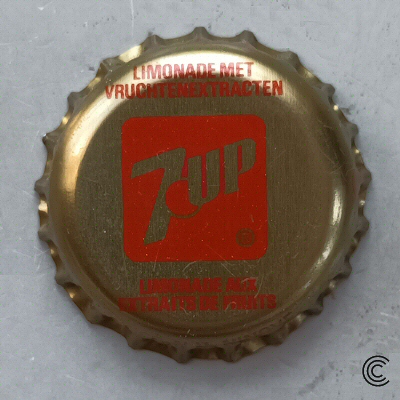 LIMONADE MET
VRUCHTENEXTRACTEN
7UP
LIMONADE AUX
EXTRAITS DE FRUITS